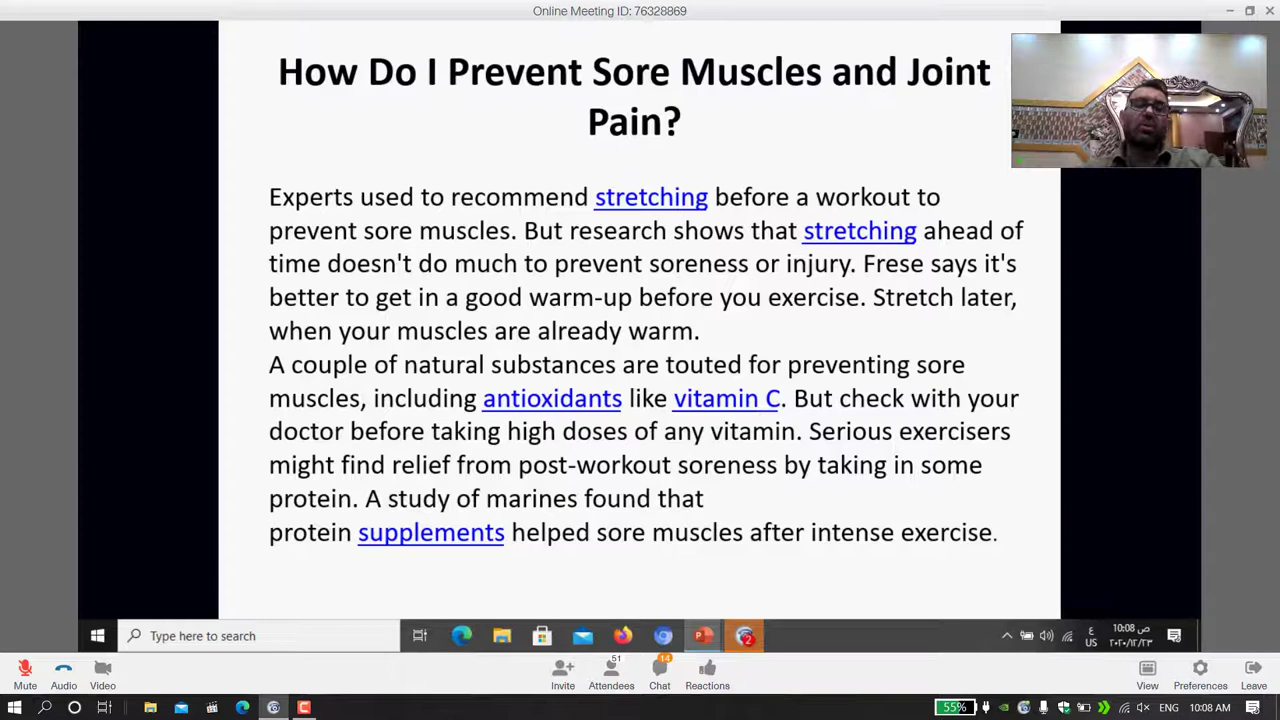 Online Meeting ID: 76328869
How Do I Prevent Sore Muscles and Joint
Pain?
Experts used to recommend stretching before a workout to
prevent sore muscles. But research shows that stretching ahead of
time doesn't do much to prevent soreness or injury. Frese says it's
better to get in a good warm-up before you exercise. Stretch later,
when your muscles are already warm.
A couple of natural substances are touted for preventing sore
muscles, including antioxidants like vitamin C. But check with your
doctor before taking high doses of any vitamin. Serious exercisers
might find relief from post-workout soreness by taking in some
protein. A study of marines found that
protein supplements helped sore muscles after intense exercise.
Type here to search
2
ع
US
10:08 ص
٢٠٢٠/١٢/٢٣
Mute
Audio
Video
Invite
51
Attendees
14
Chat
Reactions
View
Preferences
Leave
55%
ENG
10:08 AM